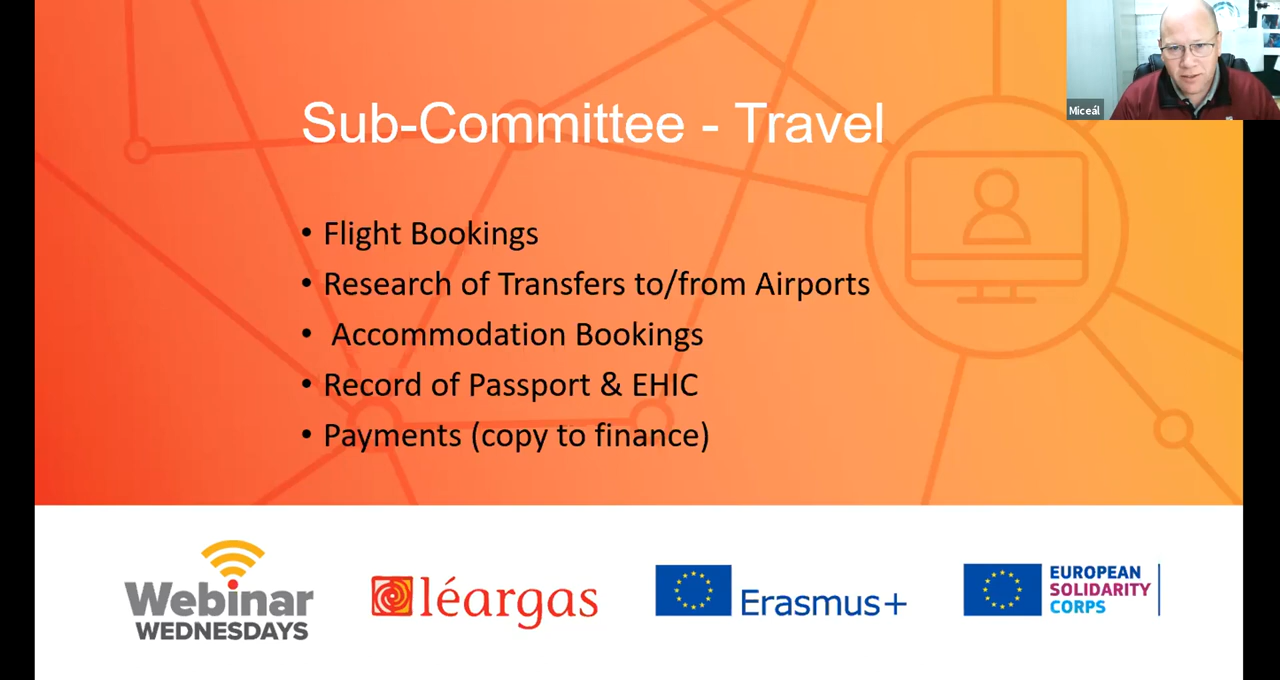 Sub-Committee - Travel
Miceál
• Flight Bookings
• Research of Transfers to/from Airports
• Accommodation Bookings
• Record of Passport & EHIC
• Payments (copy to finance)
Webinar
WEDNESDAYS
léargas
Erasmus+
EUROPEAN
SOLIDARITY
CORPS